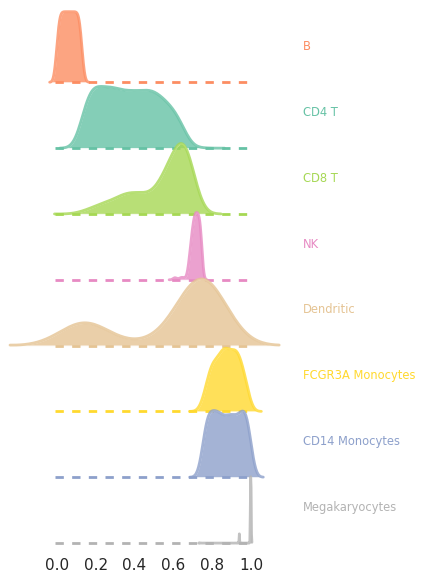 B
CD4 T
CD8 T
NK
Dendritic
FCGR3A Monocytes
CD14 Monocytes
Megakaryocytes
0.0 0.2 0.4 0.6 0.8 1.0